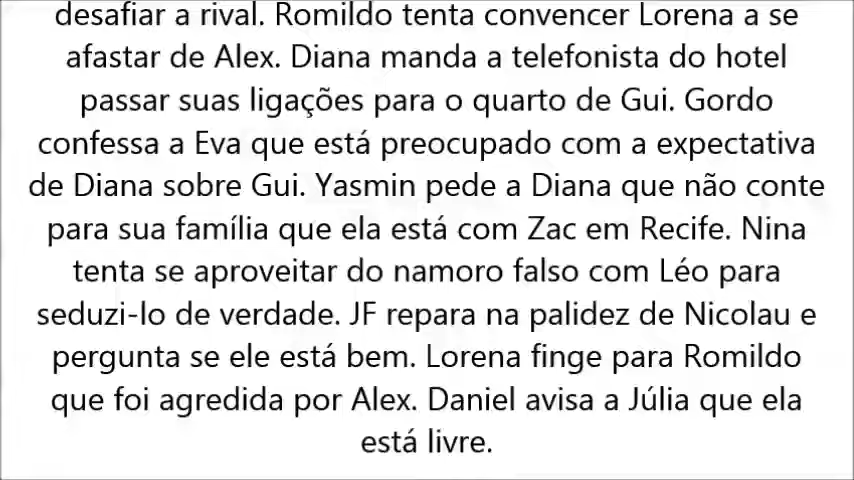 desafiar a rival. Romildo tenta convencer Lorena a se
afastar de Alex. Diana manda a telefonista do hotel
passar suas ligações para o quarto de Gui. Gordo
confessa a Eva que está preocupado com a expectativa
de Diana sobre Gui. Yasmin pede a Diana que não conte
para sua família que ela está com Zac em Recife. Nina
tenta se aproveitar do namoro falso com Léo para
seduzi-lo de verdade. JF repara na palidez de Nicolau e
pergunta se ele está bem. Lorena finge para Romildo
que foi agredida por Alex. Daniel avisa a Júlia que ela
está livre.